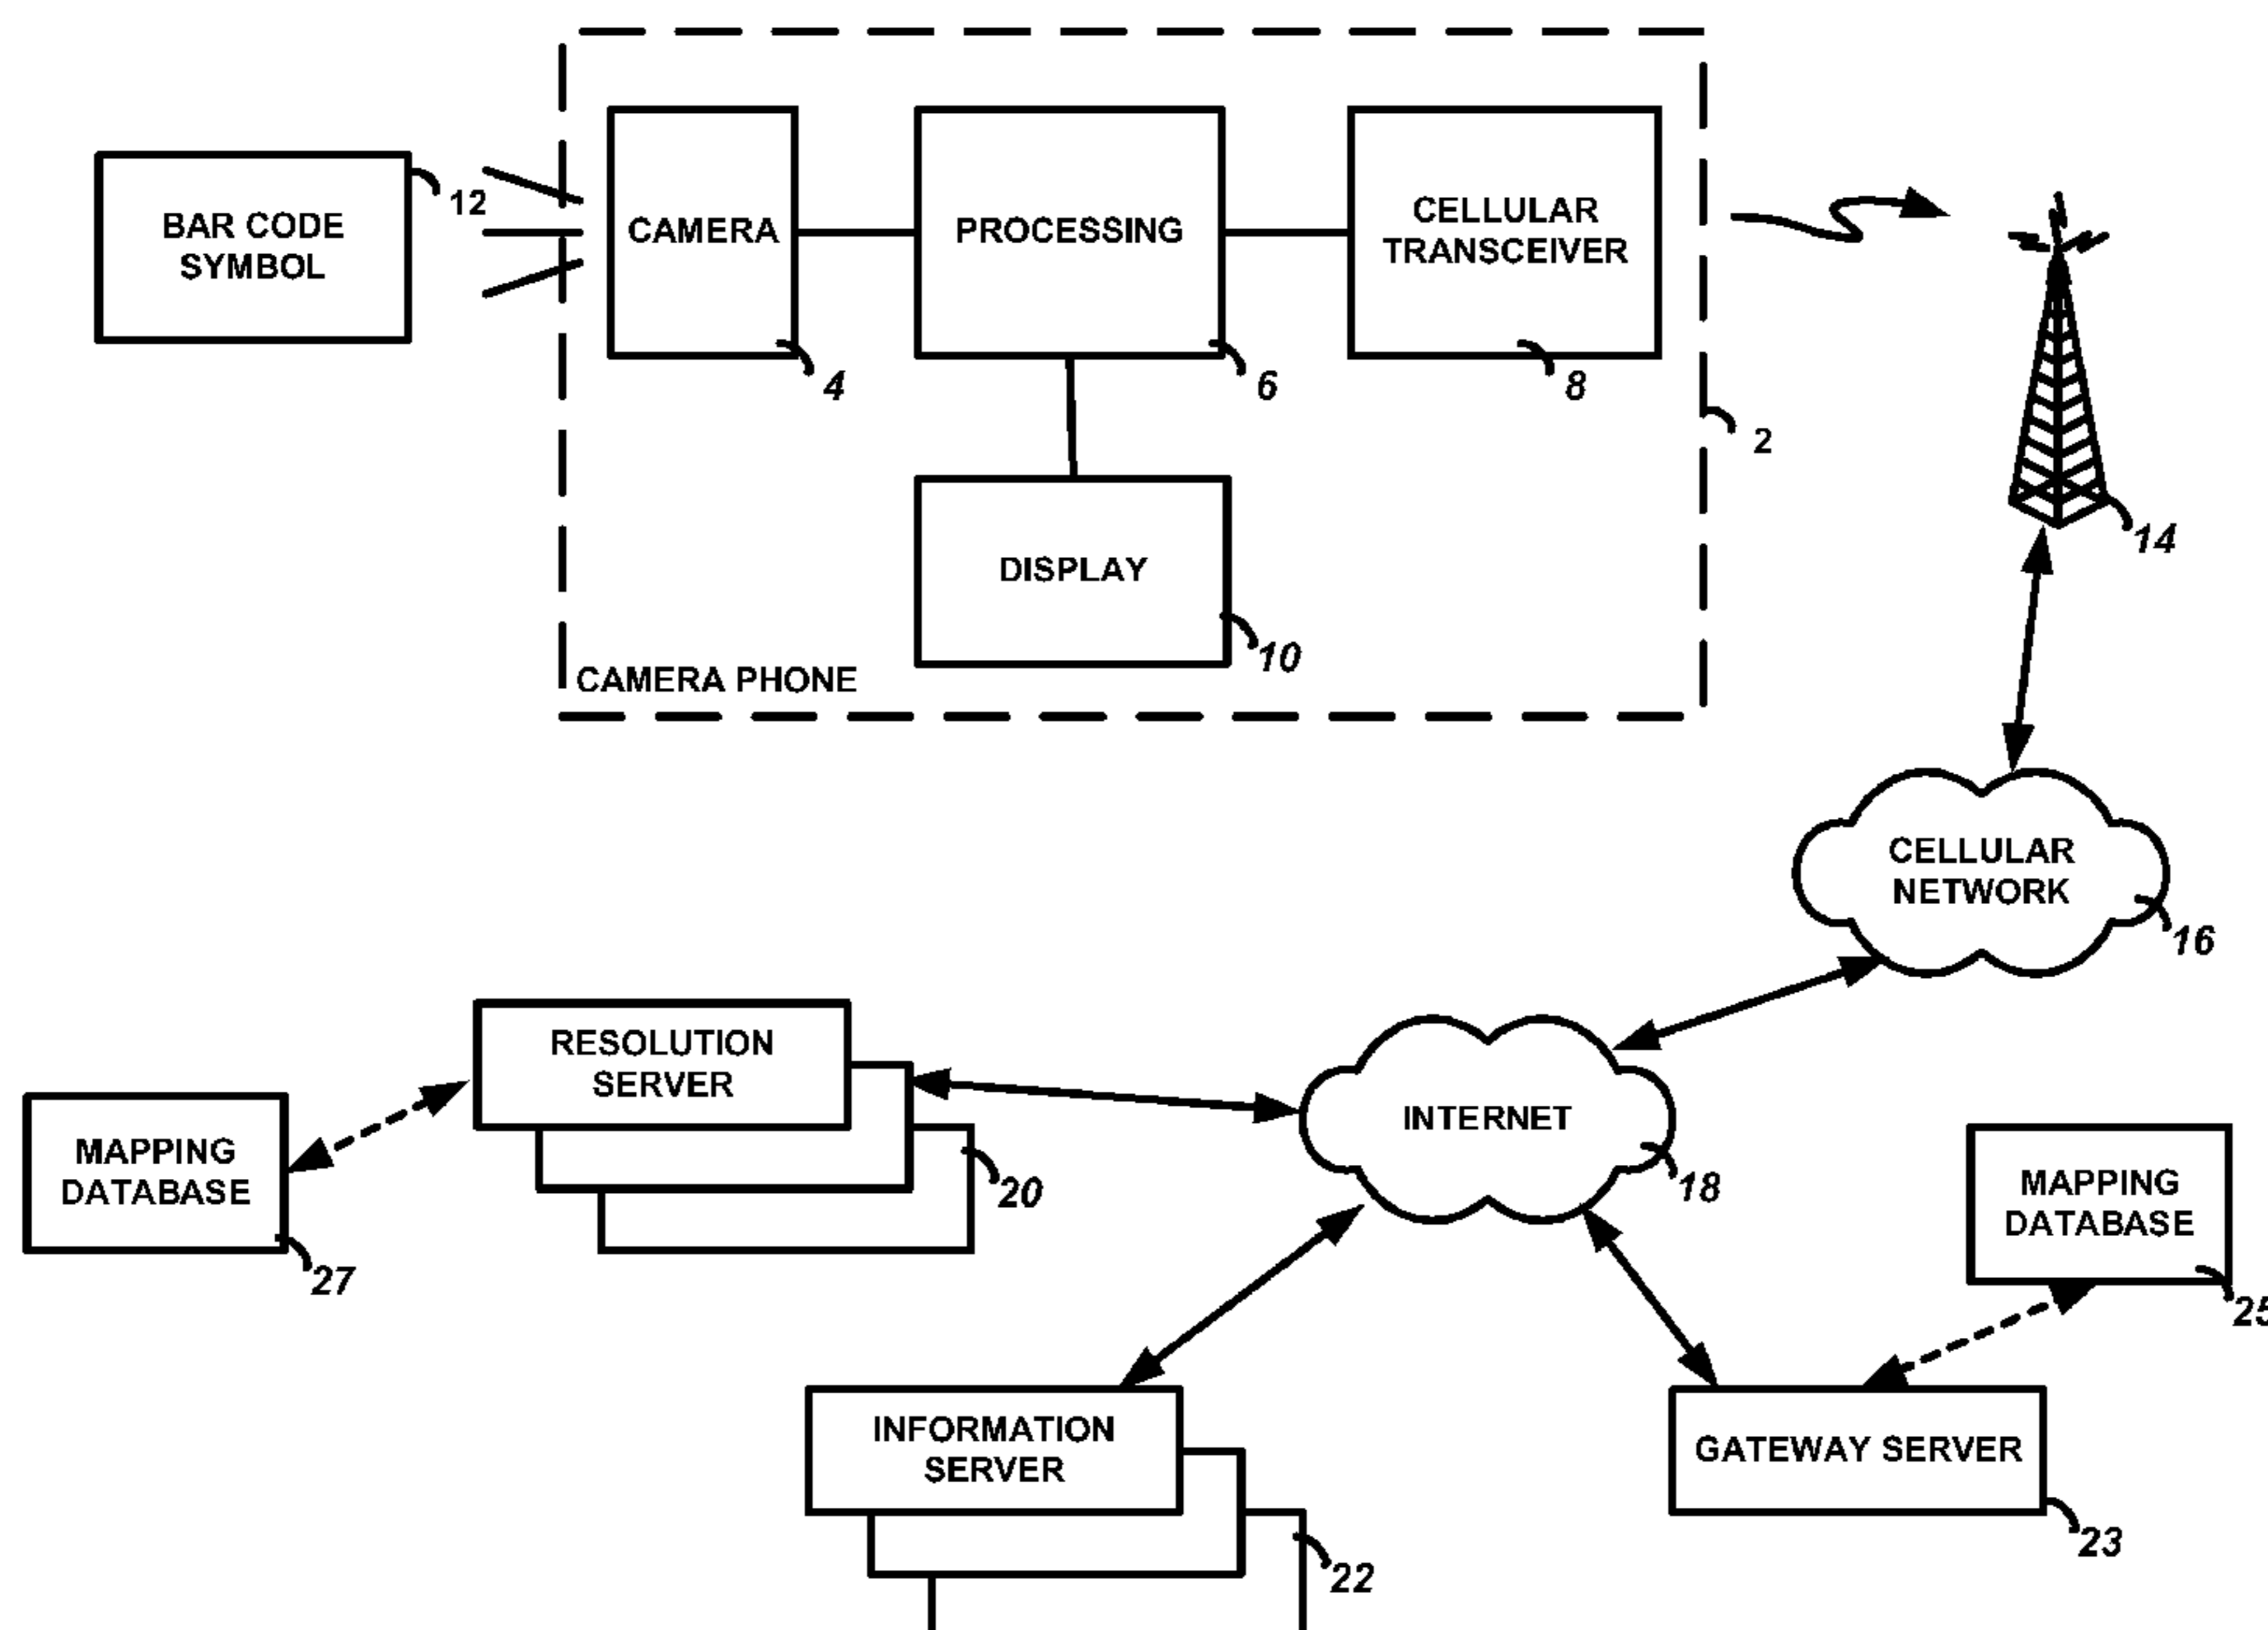 BAR CODE
SYMBOL
12
CAMERA
4
PROCESSING
6
CELLULAR
TRANSCEIVER
8
2
DISPLAY
10
CAMERA PHONE
14
CELLULAR
NETWORK
16
RESOLUTION
SERVER
20
MAPPING
DATABASE
27
INTERNET
18
MAPPING
DATABASE
25
INFORMATION
SERVER
22
GATEWAY SERVER
23